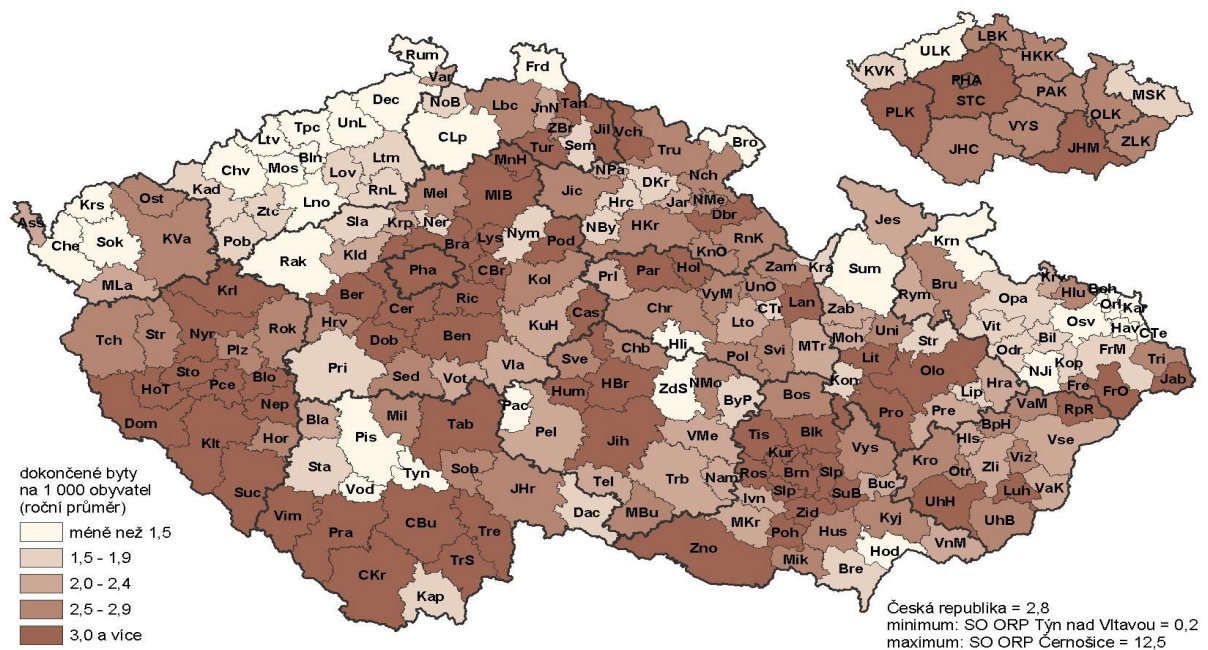 Rum
Var
Frd
Dec
NoB
Lbc
JnN
Tan
UnL
Tpc
Ltv
CLp
ZBr
Jil
Vch
Tur
Sem
Tru
Bro
Bln
Mos
Chv
Ltm
Lov
MnH
NPa
DKr
Nch
Kad
RnL
Mel
MlB
Jic
Hrc
Jar
NMe
Krs
Ost
Ass
Ztc
Lno
Sla
Krp
Ner
Nym
NBy
HKr
Dbr
Che
Sok
KVa
Pob
Bra
Lys
Pod
RnK
Rak
Kld
Pha
CBr
KnO
MLa
Krl
Ber
Ric
Kol
Prl
Par
Hol
Zam
Kra
Cer
VyM
UnO
Tch
Str
Nyr
Rok
Hrv
Dob
Ben
KuH
Cas
Chr
CTr
Lan
Plz
Lto
Sto
Pri
Sed
Vot
Vla
Sve
Chb
Hli
Pol
Svi
MTr
HoT
Pce
Blo
Nep
Dom
Klt
Hor
Bla
Mil
Tab
Pac
Hum
HBr
ZdS
NMo
ByP
Bos
Pis
Sta
Pel
Jih
VMe
Suc
Vod
Tyn
Sob
JHr
Tel
Trb
Nam
Vim
Pra
CBu
Tre
Dac
MBu
CKr
TrS
Kap
Zno
Jes
Krn
Sum
Rym
Bru
Opa
Krv
Hlu
Boh
Orl
Kar
Zab
Vit
Osv
Hav
CTe
Moh
Uni
Str
Bil
Odr
FrM
Lit
Olo
NJi
Kop
Tri
Kon
Lip
Hra
Fre
FrO
Jab
Pro
Pre
VaM
RpR
BpH
Tis
Blk
Vys
Hls
Vse
Kur
Kro
Otr
Zli
Viz
Ros
Brn
Slp
Buc
Slp
SuB
UhH
Luh
VaK
Ivn
Zid
Kyj
UhB
MKr
Poh
Hus
VnM
Mik
Hod
Bre
ULK
LBK
HKK
KVK
PHA
STC
PAK
MSK
PLK
OLK
VYS
JHC
JHM
ZLK
dokončené byty
na 1 000 obyvatel
(roční průměr)
méně než 1,5
1,5 - 1,9
2,0 - 2,4
2,5 - 2,9
3,0 a více
Česká republika = 2,8
minimum: SO ORP Týn nad Vltavou = 0,2
maximum: SO ORP Černošice = 12,5